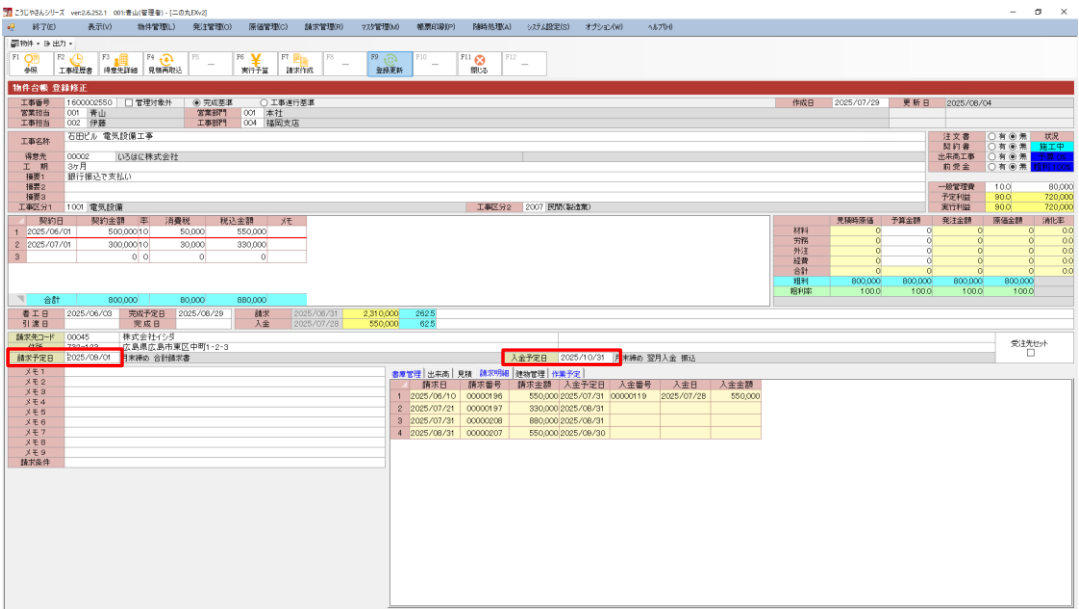 こうじやさんシリーズ ver2.6.252.1 001:青山(管理者) - [二の丸EXv2]
終了(E) 表示(V) 物件管理(L) 発注管理(O) 原価管理(C) 請求管理(R) マスタ管理(M) 帳票印刷(P) 随時処理(A) システム設定(S) オプション(W) ヘルプ(H)
物件 出力
F1 参照 F2 工事経歴書 F3 得意先詳細 F4 見積再取込 F5 ― F6 実行予算 F7 請求作成 F8 ― F9 登録更新 F10 ― F11 閉じる F12 ―
物件台帳 登録修正
工事番号 1600002550 管理対象外 完成基準 工事進行基準 作成日 2025/07/29 更新日 2025/08/04
営業担当 001 青山 営業部門 001 本社
工事担当 002 伊藤 工事部門 004 福岡支店
工事名称 石田ビル 電気設備工事
注文書 有 無 状況
契約書 有 無 施工中
得意先 00002 いろはに株式会社
出来高工事 有 無
工期 3ヶ月
前受金 有 無
摘要1 銀行振込で支払い
摘要2
一般管理費 10.0 80,000
摘要3
予定利益 90.0 720,000
工事区分1 1001 電気設備 工事区分2 2007 民間(製造業)
実行利益 90.0 720,000
契約日 契約金額 率 消費税 税込金額 メモ
1 2025/06/01 500,000 10 50,000 550,000
2 2025/07/01 300,000 10 30,000 330,000
3 0 0 0 0
合計 800,000 80,000 880,000
見積時原価 予算金額 発注金額 原価金額 消化率
材料 0 0 0 0 0.0
労務 0 0 0 0 0.0
外注 0 0 0 0 0.0
経費 0 0 0 0 0.0
合計 0 0 0 0 0.0
粗利 800,000 800,000 800,000 800,000
粗利率 100.0 100.0 100.0 100.0
着工日 2025/06/03 完成予定日 2025/08/29 請求 2025/08/31 2,310,000 262.5
引渡日 完成日 入金 2025/07/28 550,000 62.5
請求先コード 00045 株式会社イシダ
住所 732-123 広島県広島市東区中町1-2-3
受注先セット
請求予定日 2025/09/01 月末締め 合計請求書 入金予定日 2025/10/31 月末締め 翌月入金 振込
メモ1
メモ2
メモ3
メモ4
メモ5
メモ6
メモ7
メモ8
メモ9
請求条件
書庫管理 出来高 見積 請求明細 建物管理 作業予定
請求日 請求番号 請求金額 入金予定日 入金番号 入金日 入金金額
1 2025/06/10 00000196 550,000 2025/07/31 00000119 2025/07/28 550,000
2 2025/07/21 00000197 330,000 2025/08/31
3 2025/07/31 00000208 880,000 2025/08/31
4 2025/08/31 00000207 550,000 2025/09/30